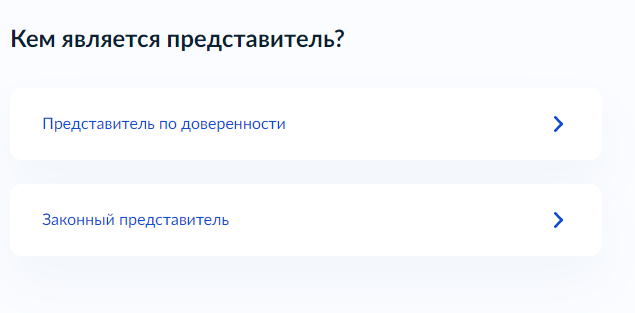 Кем является представитель?
Представитель по доверенности
Законный представитель